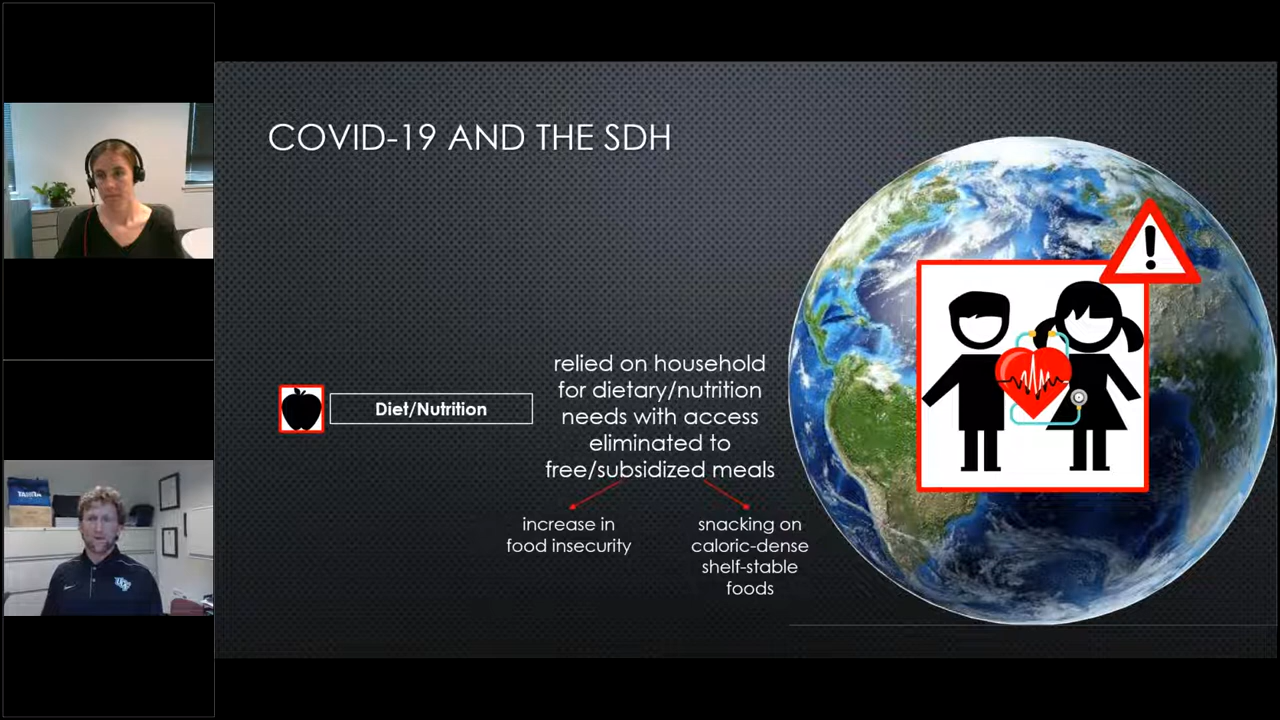 COVID-19 AND THE SDH
Diet/Nutrition
relied on household
for dietary/nutrition
needs with access
eliminated to
free/subsidized meals
increase in
food insecurity
snacking on
caloric-dense
shelf-stable
foods
!